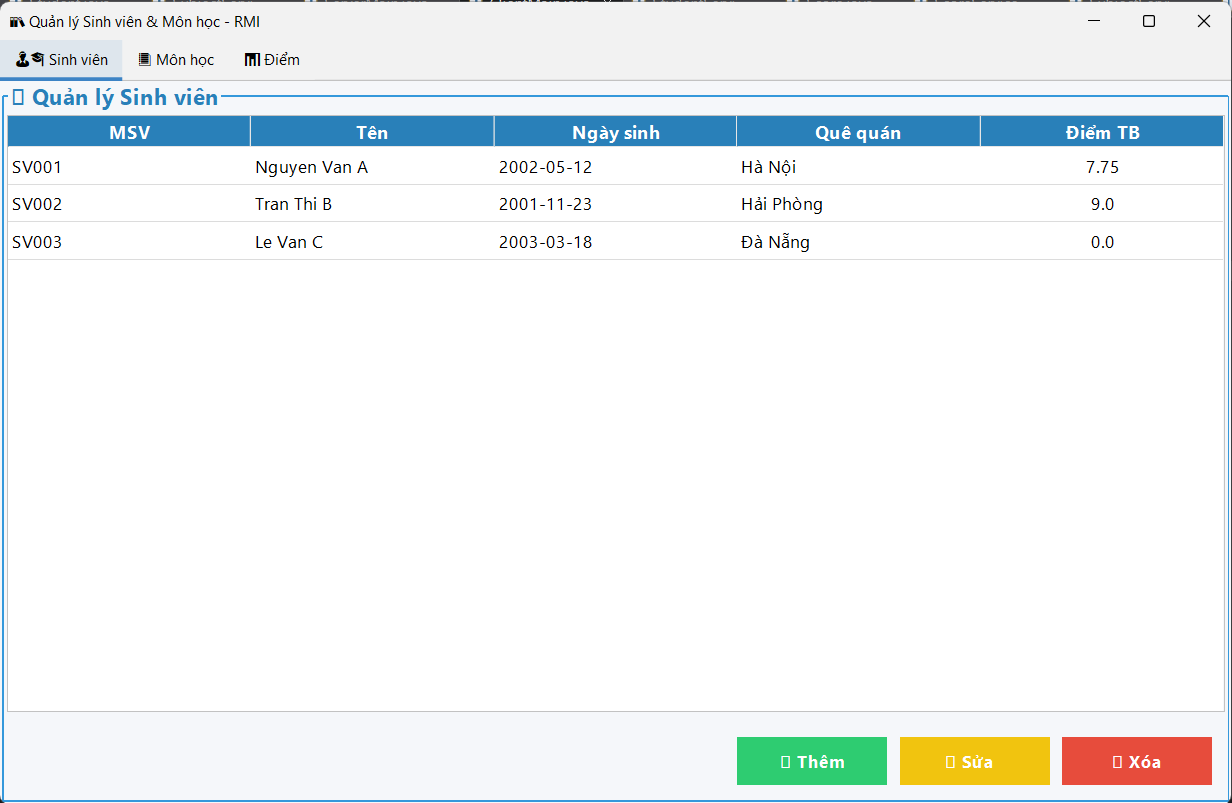 Quản lý Sinh viên & Môn học - RMI
Sinh viên Môn học Điểm
Quản lý Sinh viên
MSV Tên Ngày sinh Quê quán Điểm TB
SV001 Nguyen Van A 2002-05-12 Hà Nội 7.75
SV002 Tran Thi B 2001-11-23 Hải Phòng 9.0
SV003 Le Van C 2003-03-18 Đà Nẵng 0.0
Thêm Sửa Xóa